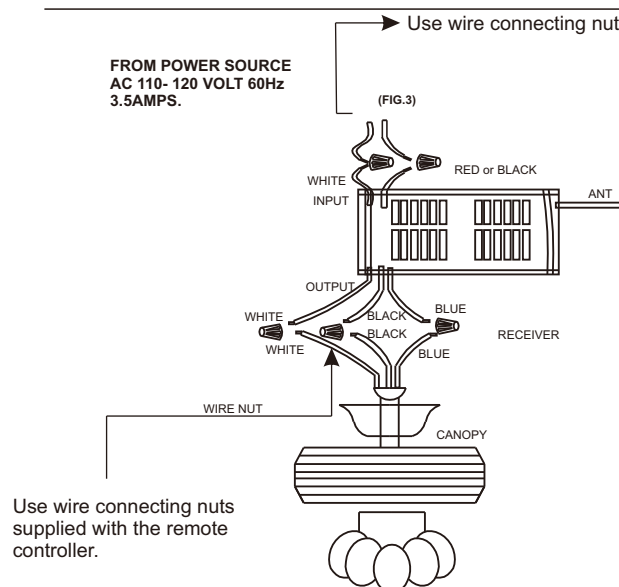 Use wire connecting nut
FROM POWER SOURCE
AC 110- 120 VOLT 60Hz
3.5AMPS.
(FIG.3)
RED or BLACK
WHITE
INPUT
ANT
OUTPUT
WHITE
BLACK
BLUE
BLACK
RECEIVER
WHITE
BLUE
WIRE NUT
CANOPY
Use wire connecting nuts
supplied with the remote
controller.